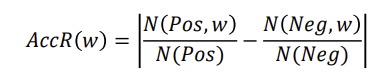 AccR(w) = |N(Pos,w)/N(Pos) − N(Neg,w)/N(Neg)|